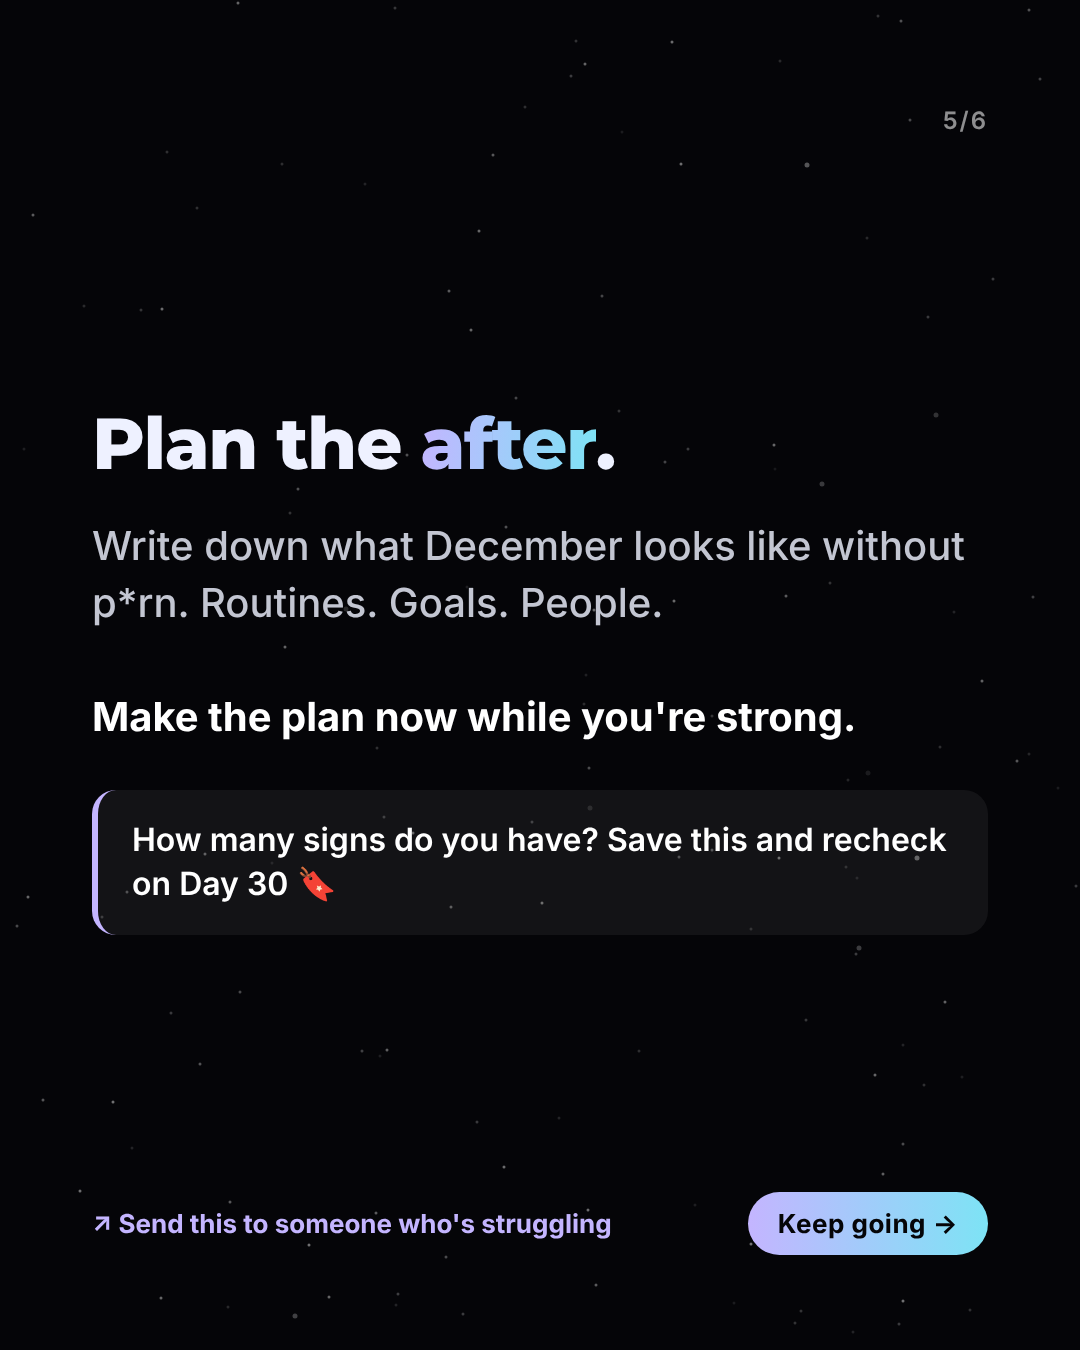 5/6
Plan the after.
Write down what December looks like without
p*rn. Routines. Goals. People.
Make the plan now while you're strong.
How many signs do you have? Save this and recheck
on Day 30 🔖
↗ Send this to someone who's struggling
Keep going →